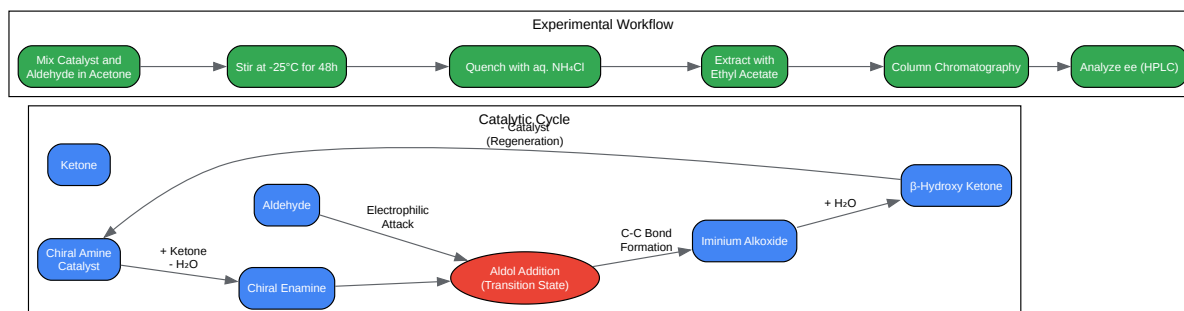 Experimental Workflow
Mix Catalyst and
Aldehyde in Acetone
Stir at -25°C for 48h
Quench with aq. NH₄Cl
Extract with
Ethyl Acetate
Column Chromatography
Analyze ee (HPLC)
Catalytic Cycle
- Catalyst
(Regeneration)
Ketone
β-Hydroxy Ketone
Aldehyde
Electrophilic
Attack
+ H₂O
C-C Bond
Formation
Iminium Alkoxide
Chiral Amine
Catalyst
+ Ketone
- H₂O
Aldol Addition
(Transition State)
Chiral Enamine